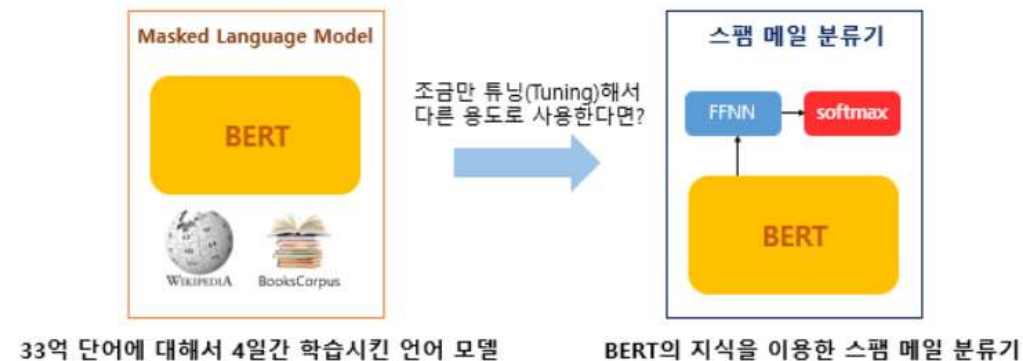 Masked Language Model
BERT
WIKIPEDIA
BooksCorpus
33억 단어에 대해서 4일간 학습시킨 언어 모델
조금만 튜닝(Tuning)해서
다른 용도로 사용한다면?
스팸 메일 분류기
FFNN
softmax
BERT
BERT의 지식을 이용한 스팸 메일 분류기